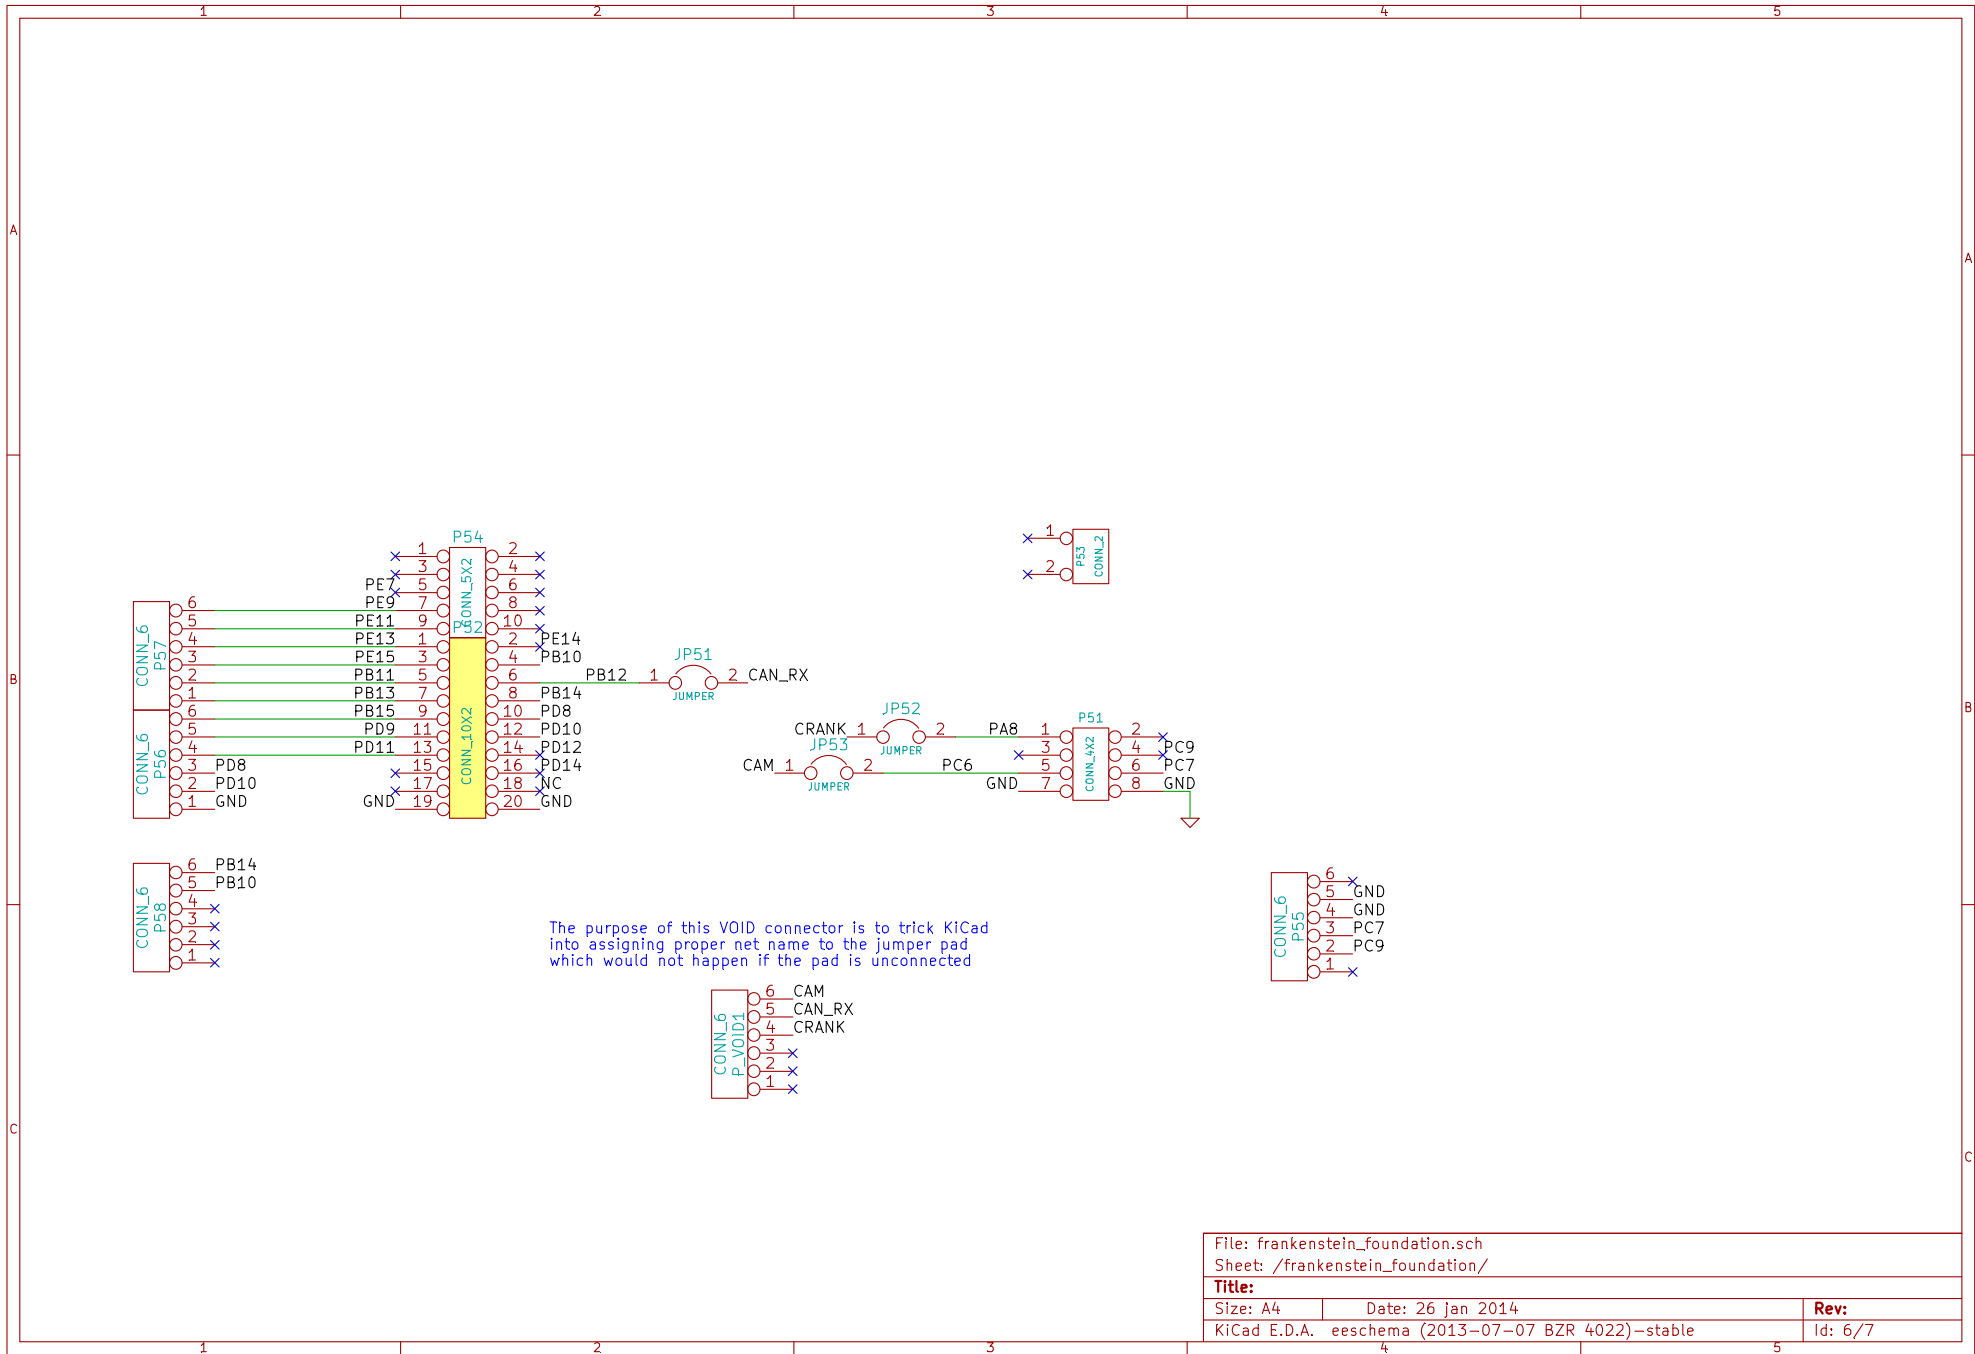 1 2 3 4 5
A
A
P54
CONN_5X2
1 2
3 4
PE7 5 6
PE9 7 8
PE11 9 10
P52
CONN_10X2
PE13 1 2 PE14
PE15 3 4 PB10
PB11 5 6 PB12
PB13 7 8 PB14
PB15 9 10 PD8
PD9 11 12 PD10
PD11 13 14 PD12
15 16 PD14
17 18 NC
GND 19 20 GND
CONN_6
P57
6
5
4
3
2
1
CONN_6
P56
6
5
4
3 PD8
2 PD10
1 GND
JP51
1 2 CAN_RX
JUMPER
JP52
CRANK 1 2 PA8
JUMPER
JP53
CAM 1 2 PC6
JUMPER
1
2
P53
CONN_2
P51
CONN_4X2
1 2
3 4 PC9
5 6 PC7
GND 7 8 GND
B
B
CONN_6
P58
6 PB14
5 PB10
4
3
2
1
The purpose of this VOID connector is to trick KiCad
into assigning proper net name to the jumper pad
which would not happen if the pad is unconnected
CONN_6
P_VOID1
6 CAM
5 CAN_RX
4 CRANK
3
2
1
CONN_6
P55
6
5 GND
4 GND
3 PC7
2 PC9
1
C
C
File: frankenstein_foundation.sch
Sheet: /frankenstein_foundation/
Title:
Size: A4 Date: 26 jan 2014 Rev:
KiCad E.D.A. eeschema (2013-07-07 BZR 4022)-stable Id: 6/7
1 2 3 4 5